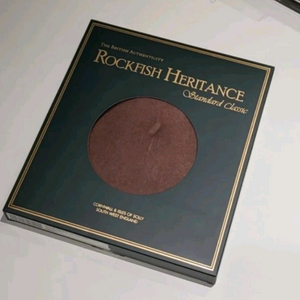 THE BRITISH AUTHENTICITY
ROCKFISH HERITANCE
Standard Classic
CORNWALL & ISLES OF SCILLY
SOUTH WEST ENGLAND